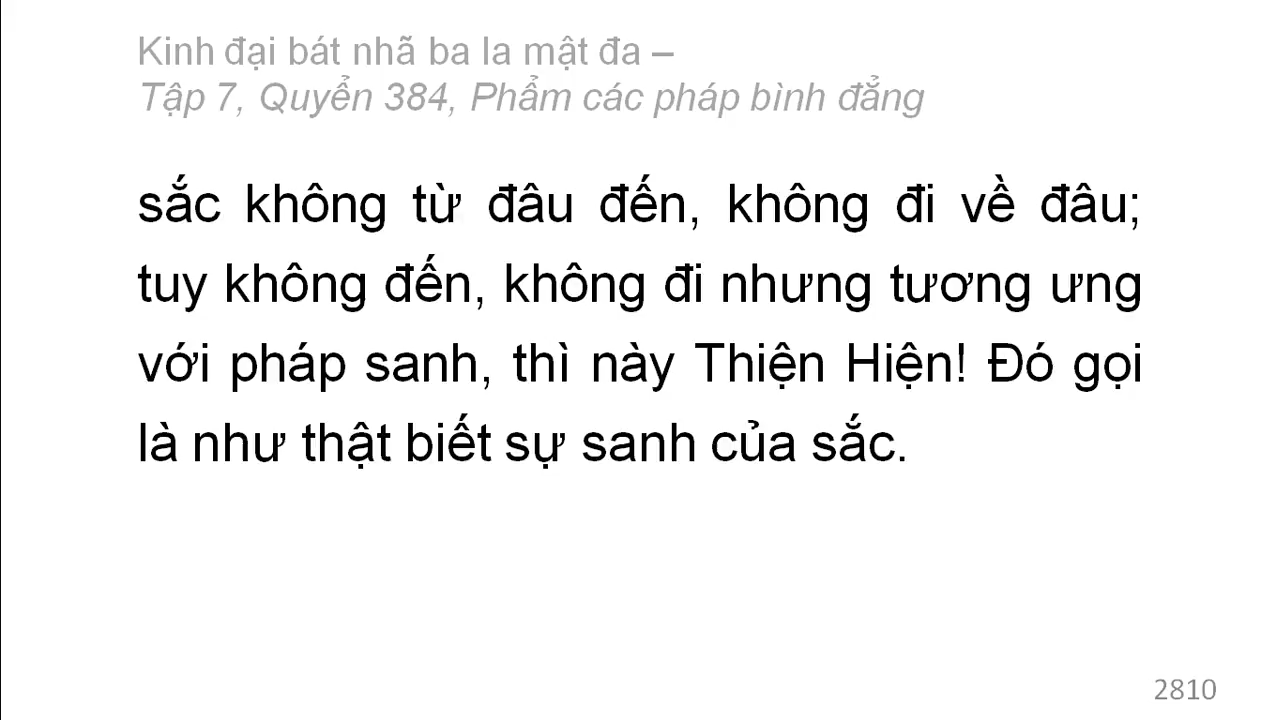 Kinh đại bát nhã ba la mật đa –
Tập 7, Quyển 384, Phẩm các pháp bình đẳng
sắc không từ đâu đến, không đi về đâu;
tuy không đến, không đi nhưng tương ưng
với pháp sanh, thì này Thiện Hiện! Đó gọi
là như thật biết sự sanh của sắc.
2810